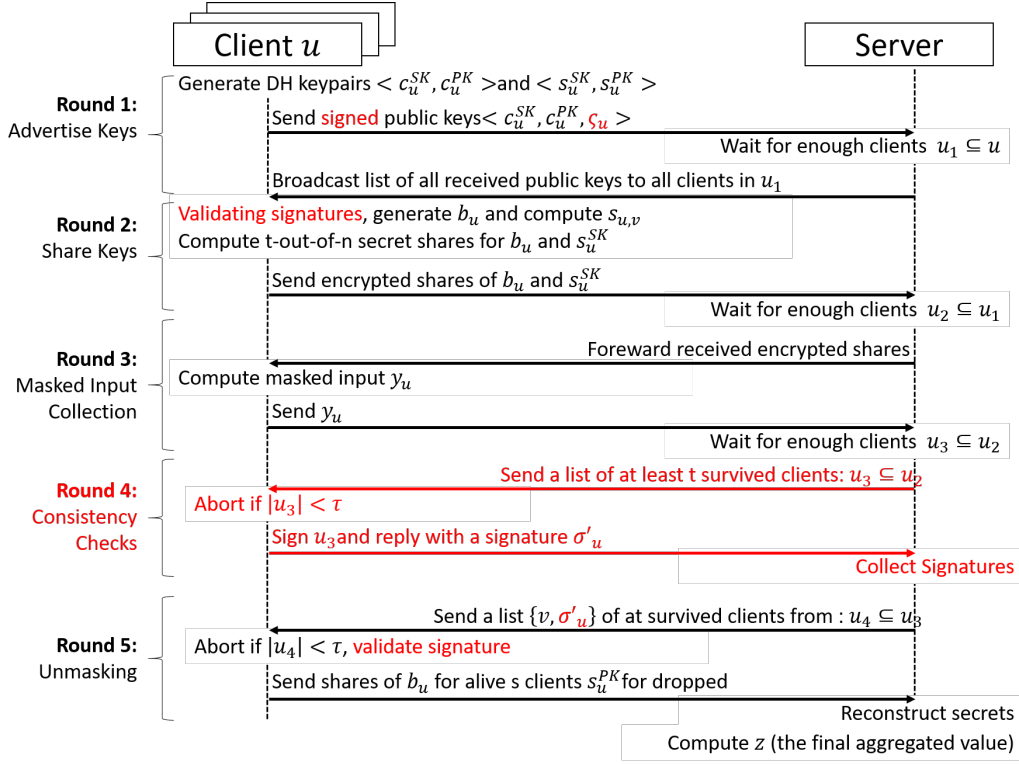 Client u
Server
Generate DH keypairs < c_u^{SK}, c_u^{PK} >and < s_u^{SK}, s_u^{PK} >
Round 1:
Advertise Keys
Send signed public keys< c_u^{SK}, c_u^{PK}, ς_u >
Wait for enough clients u_1 ⊆ u
Broadcast list of all received public keys to all clients in u_1
Round 2:
Share Keys
Validating signatures, generate b_u and compute s_{u,v}
Compute t-out-of-n secret shares for b_u and s_u^{SK}
Send encrypted shares of b_u and s_u^{SK}
Wait for enough clients u_2 ⊆ u_1
Round 3:
Masked Input
Collection
Foreward received encrypted shares
Compute masked input y_u
Send y_u
Wait for enough clients u_3 ⊆ u_2
Round 4:
Consistency
Checks
Send a list of at least t survived clients: u_3 ⊆ u_2
Abort if |u_3| < τ
Sign u_3and reply with a signature σ'_u
Collect Signatures
Round 5:
Unmasking
Send a list {v, σ'_u} of at survived clients from : u_4 ⊆ u_3
Abort if |u_4| < τ, validate signature
Send shares of b_u for alive s clients s_u^{PK}for dropped
Reconstruct secrets
Compute z (the final aggregated value)